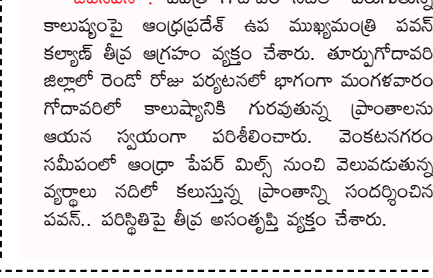 కాలుష్యంపై ఆంధ్రప్రదేశ్ ఉప ముఖ్యమంత్రి పవన్
కల్యాణ్ తీవ్ర ఆగ్రహం వ్యక్తం చేశారు. తూర్పుగోదావరి
జిల్లాలో రెండో రోజు పర్యటనలో భాగంగా మంగళవారం
గోదావరిలో కాలుష్యానికి గురవుతున్న ప్రాంతాలను
ఆయన స్వయంగా పరిశీలించారు. వెంకటనగరం
సమీపంలో ఆంధ్రా పేపర్ మిల్స్ నుంచి వెలువడుతున్న
వ్యర్థాలు నదిలో కలుస్తున్న ప్రాంతాన్ని సందర్శించిన
పవన్.. పరిస్థితిపై తీవ్ర అసంతృప్తి వ్యక్తం చేశారు.